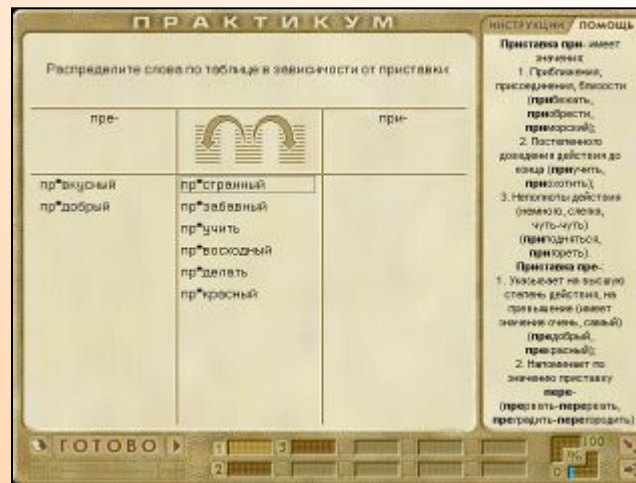 ПРАКТИКУМ
ИНСТРУКЦИИ ПОМОЩЬ
Распределите слова по таблице в зависимости от приставки:
пре-
при-
пр*вкусный
пр*добрый
пр*странный
пр*забавный
пр*учить
пр*восходный
пр*делать
пр*красный
Приставка при- имеет
значения:
1. Приближения,
присоединения, близости
(прибежать,
приобрести,
приморский);
2. Постепенного
доведения действия до
конца (приучить,
приохотить);
3. Неполноты действия
(немного, слегка,
чуть-чуть)
(приподняться,
пригореть).
Приставка пре-:
1. Указывает на высшую
степень действия, на
превышение (имеет
значение очень, самый)
(предобрый,
прекрасный);
2. Напоминает по
значению приставку
пере-
(прервать-перервать,
преградить-перегородить)
ГОТОВО
1
3
2
100
%
0